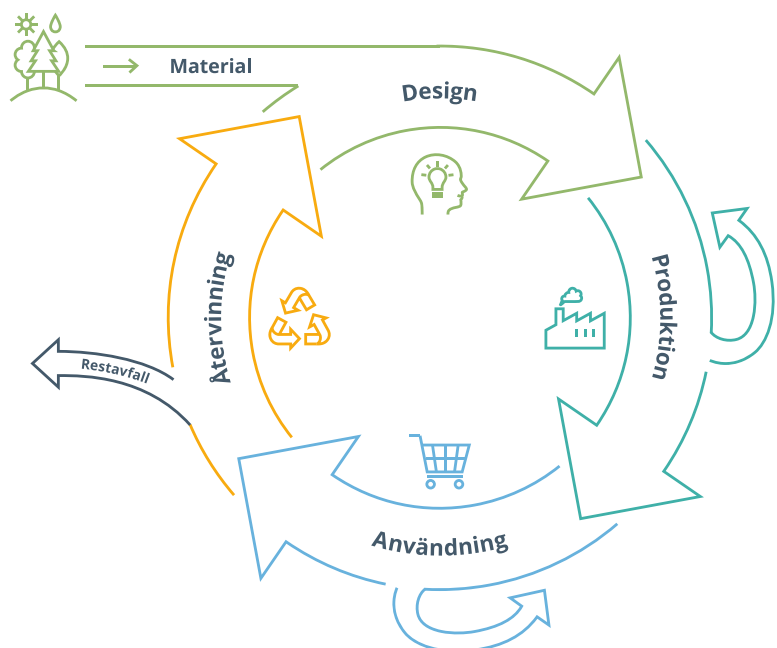 Material
Design
Produktion
Användning
Återvinning
Restavfall